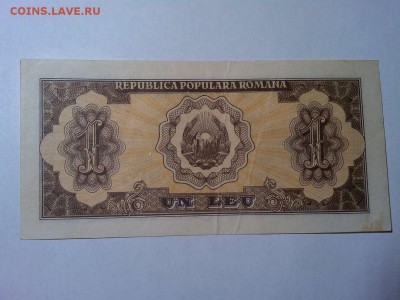 COINS.LAVE.RU
REPUBLICA POPULARA ROMANA
1 1
UN LEU